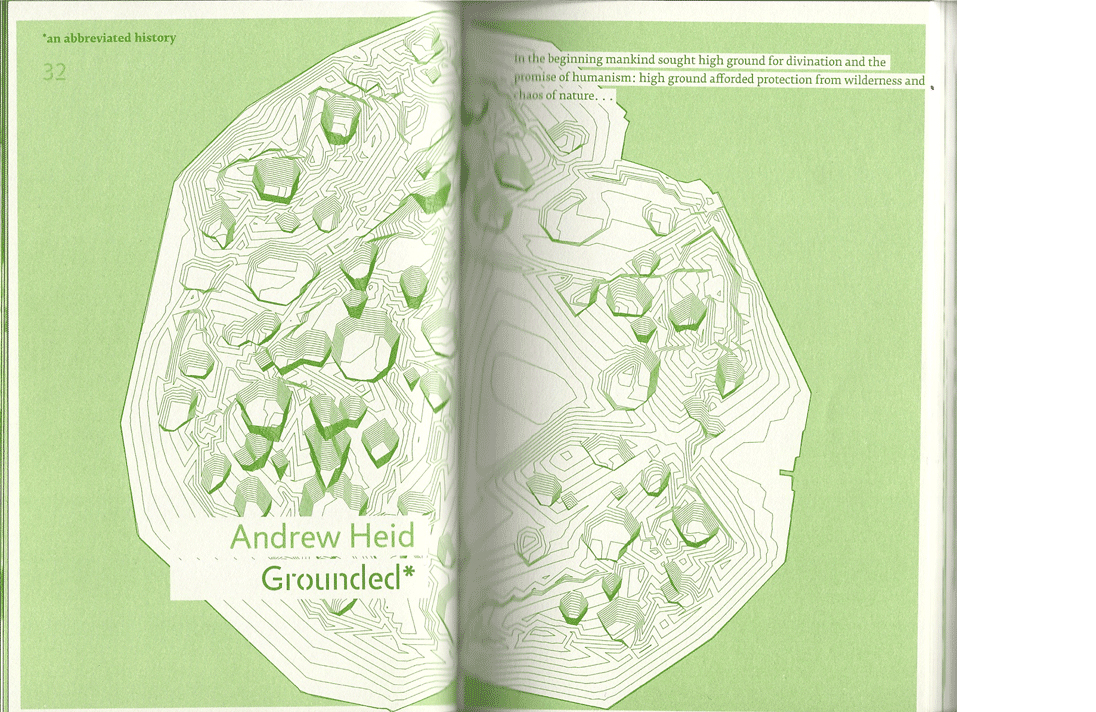 *an abbreviated history
32
In the beginning mankind sought high ground for divination and the
promise of humanism: high ground afforded protection from wilderness and
chaos of nature. . .
Andrew Heid
Grounded*